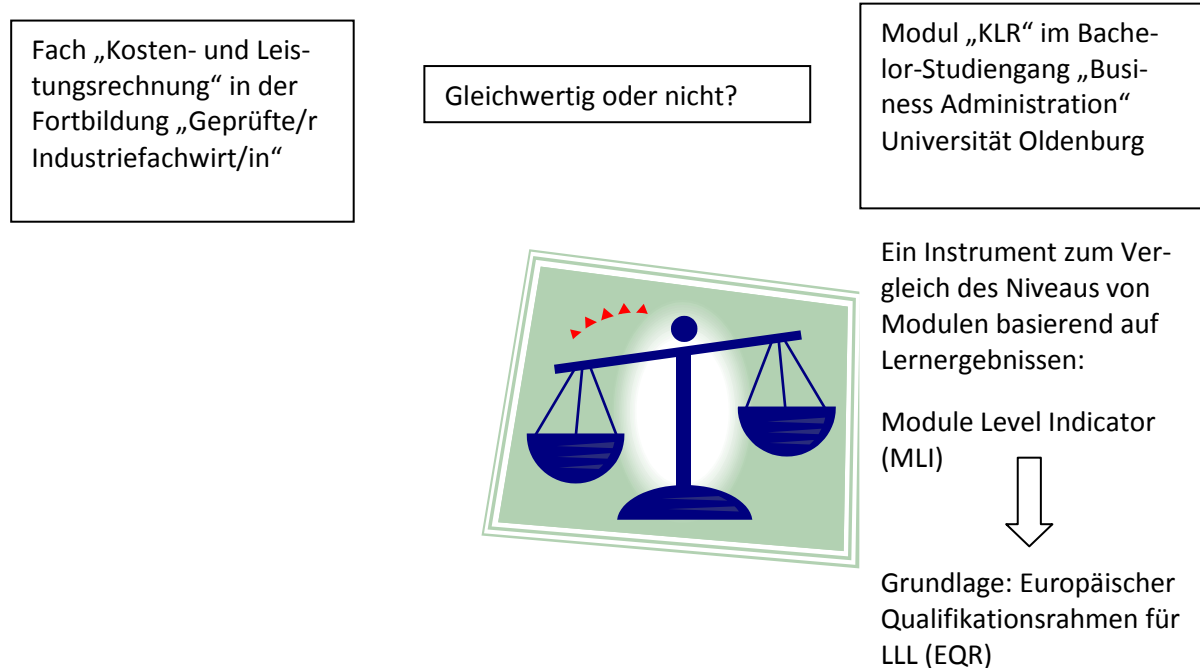 Fach „Kosten- und Leis-
tungsrechnung“ in der
Fortbildung „Geprüfte/r
Industriefachwirt/in“
Gleichwertig oder nicht?
Modul „KLR“ im Bache-
lor-Studiengang „Busi-
ness Administration“
Universität Oldenburg
Ein Instrument zum Ver-
gleich des Niveaus von
Modulen basierend auf
Lernergebnissen:
Module Level Indicator
(MLI)
Grundlage: Europäischer
Qualifikationsrahmen für
LLL (EQR)